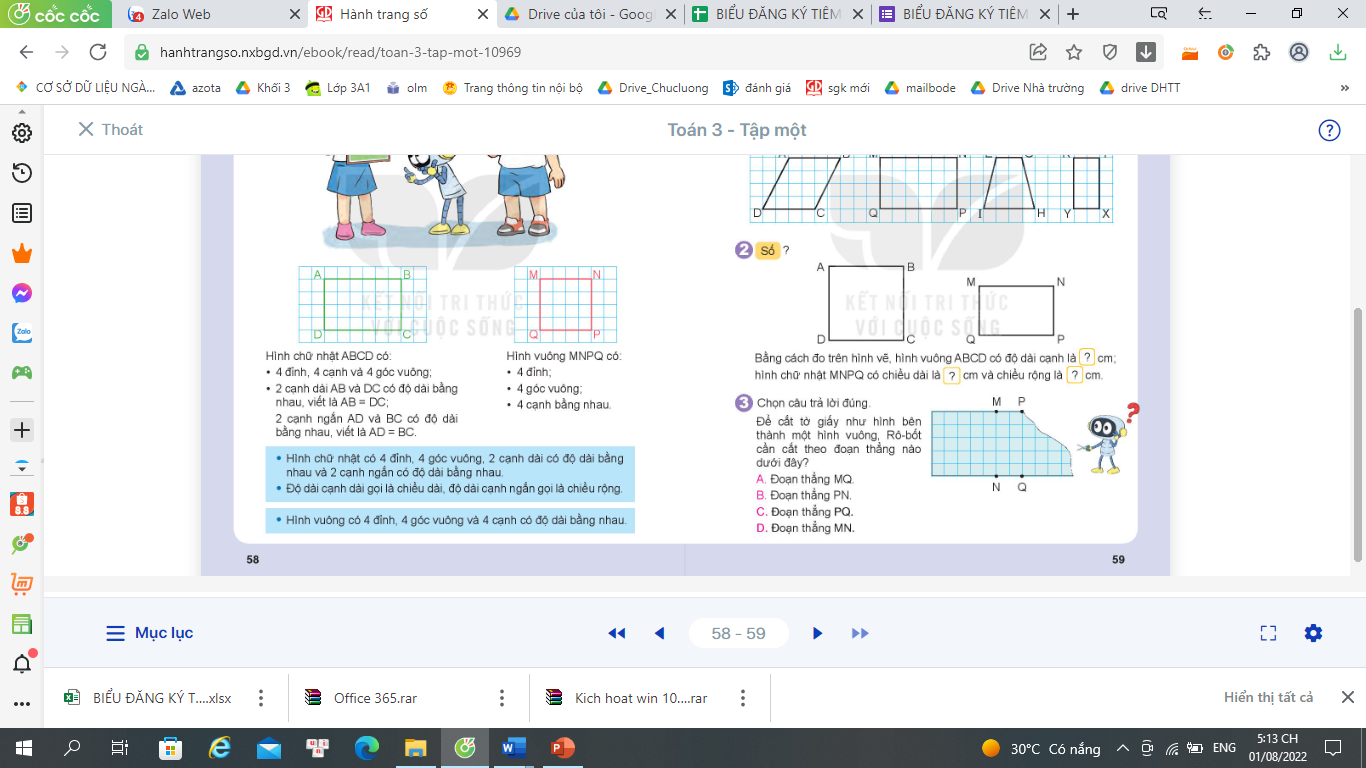 cốc cốc
Zalo Web
Hành trang số
Drive của tôi - Goog
BIỂU ĐĂNG KÝ TIÊM
BIỂU ĐĂNG KÝ TIÊM
hanhtrangso.nxbgd.vn/ebook/read/toan-3-tap-mot-10969
CƠ SỞ DỮ LIỆU NGÀ...
azota
Khối 3
Lớp 3A1
olm
Trang thông tin nội bộ
Drive_Chucluong
đánh giá
sgk mới
mailbode
Drive Nhà trường
drive DHTT
Thoát
Toán 3 - Tập một
A B
D C
Hình chữ nhật ABCD có:
• 4 đỉnh, 4 cạnh và 4 góc vuông;
• 2 cạnh dài AB và DC có độ dài bằng
nhau, viết là AB = DC;
2 cạnh ngắn AD và BC có độ dài
bằng nhau, viết là AD = BC.
M N
Q P
Hình vuông MNPQ có:
• 4 đỉnh;
• 4 góc vuông;
• 4 cạnh bằng nhau.
KẾT NỐI TRI THỨC
VỚI CUỘC SỐNG
• Hình chữ nhật có 4 đỉnh, 4 góc vuông, 2 cạnh dài có độ dài bằng
nhau và 2 cạnh ngắn có độ dài bằng nhau.
• Độ dài cạnh dài gọi là chiều dài, độ dài cạnh ngắn gọi là chiều rộng.
• Hình vuông có 4 đỉnh, 4 góc vuông và 4 cạnh có độ dài bằng nhau.
58
D C Q P I H Y X
2 Số ?
A B
D C
M N
Q P
KẾT NỐI TRI THỨC
VỚI CUỘC SỐNG
Bằng cách đo trên hình vẽ, hình vuông ABCD có độ dài cạnh là ? cm;
hình chữ nhật MNPQ có chiều dài là ? cm và chiều rộng là ? cm.
3 Chọn câu trả lời đúng.
Để cắt tờ giấy như hình bên
thành một hình vuông, Rô-bốt
cần cắt theo đoạn thẳng nào
dưới đây?
A. Đoạn thẳng MQ.
B. Đoạn thẳng PN.
C. Đoạn thẳng PQ.
D. Đoạn thẳng MN.
M P
N Q
?
59
Mục lục
58 - 59
BIỂU ĐĂNG KÝ T....xlsx
Office 365.rar
Kich hoat win 10....rar
Hiển thị tất cả
30°C Có nắng
ENG
5:13 CH
01/08/2022